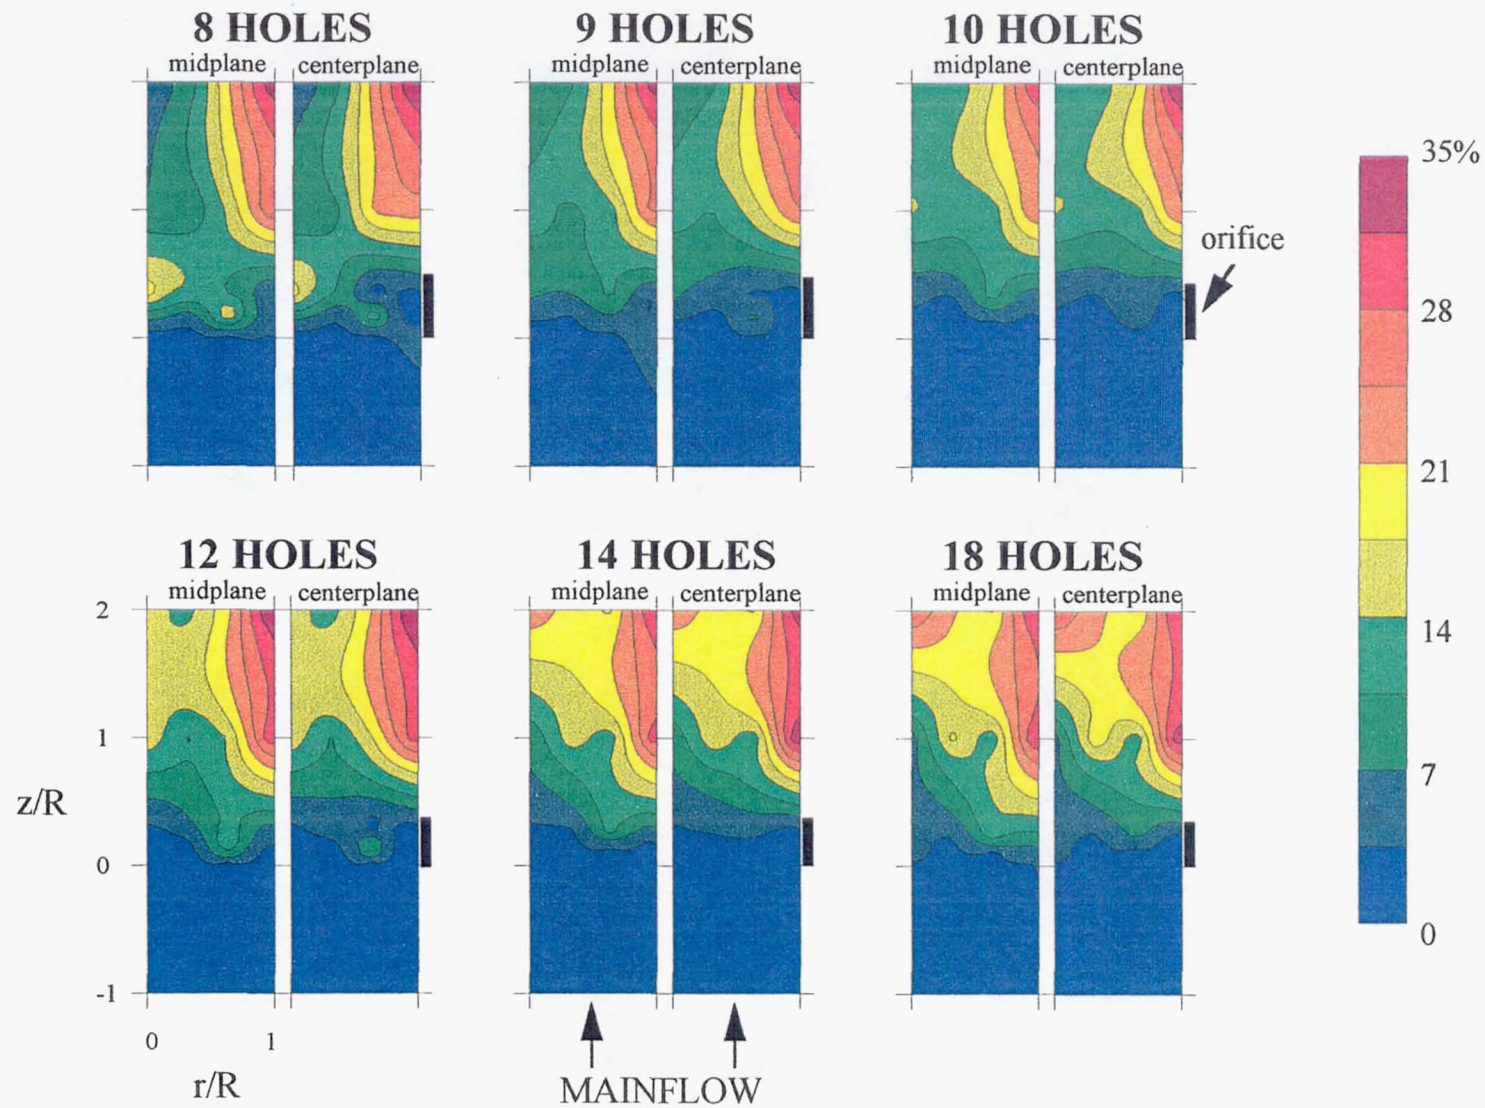 8 HOLES 9 HOLES 10 HOLES
midplane centerplane midplane centerplane midplane centerplane
35%
orifice
28
21
12 HOLES 14 HOLES 18 HOLES
midplane centerplane midplane centerplane midplane centerplane
2
14
1
7
z/R
0
0
-1
0 1
r/R MAINFLOW